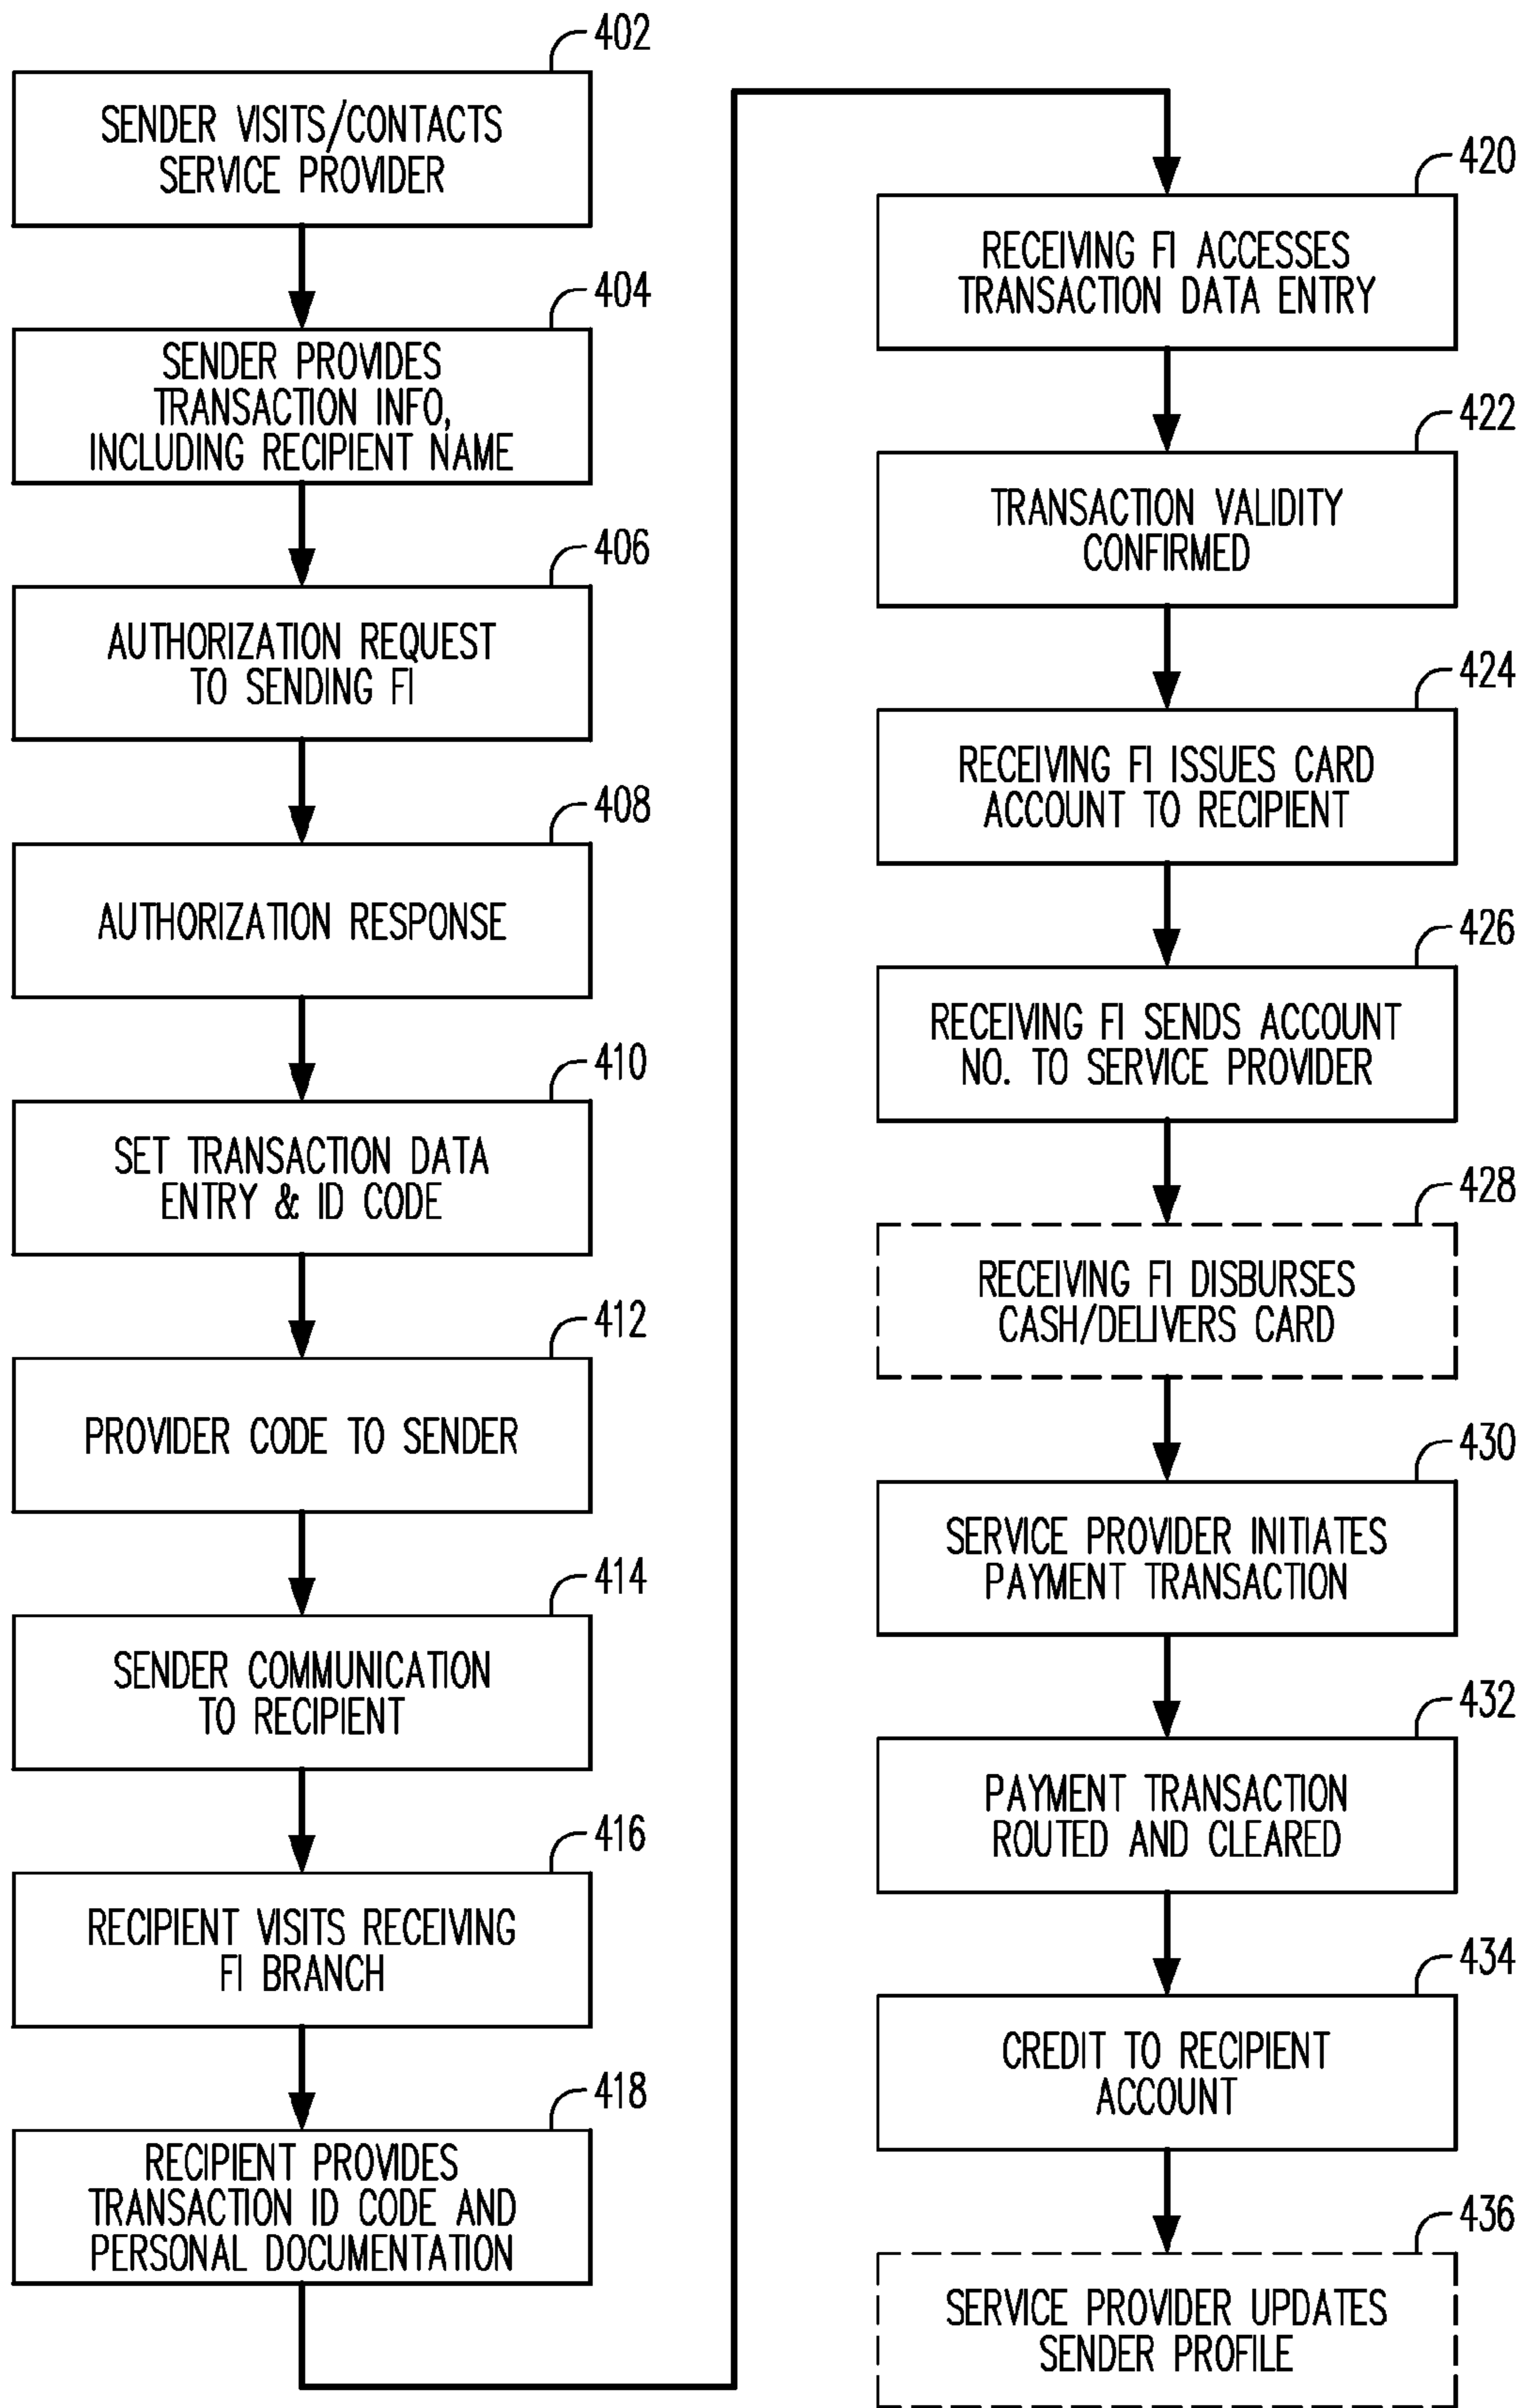 402
SENDER VISITS/CONTACTS
SERVICE PROVIDER
404
SENDER PROVIDES
TRANSACTION INFO,
INCLUDING RECIPIENT NAME
406
AUTHORIZATION REQUEST
TO SENDING FI
408
AUTHORIZATION RESPONSE
410
SET TRANSACTION DATA
ENTRY & ID CODE
412
PROVIDER CODE TO SENDER
414
SENDER COMMUNICATION
TO RECIPIENT
416
RECIPIENT VISITS RECEIVING
FI BRANCH
418
RECIPIENT PROVIDES
TRANSACTION ID CODE AND
PERSONAL DOCUMENTATION
420
RECEIVING FI ACCESSES
TRANSACTION DATA ENTRY
422
TRANSACTION VALIDITY
CONFIRMED
424
RECEIVING FI ISSUES CARD
ACCOUNT TO RECIPIENT
426
RECEIVING FI SENDS ACCOUNT
NO. TO SERVICE PROVIDER
428
RECEIVING FI DISBURSES
CASH/DELIVERS CARD
430
SERVICE PROVIDER INITIATES
PAYMENT TRANSACTION
432
PAYMENT TRANSACTION
ROUTED AND CLEARED
434
CREDIT TO RECIPIENT
ACCOUNT
436
SERVICE PROVIDER UPDATES
SENDER PROFILE